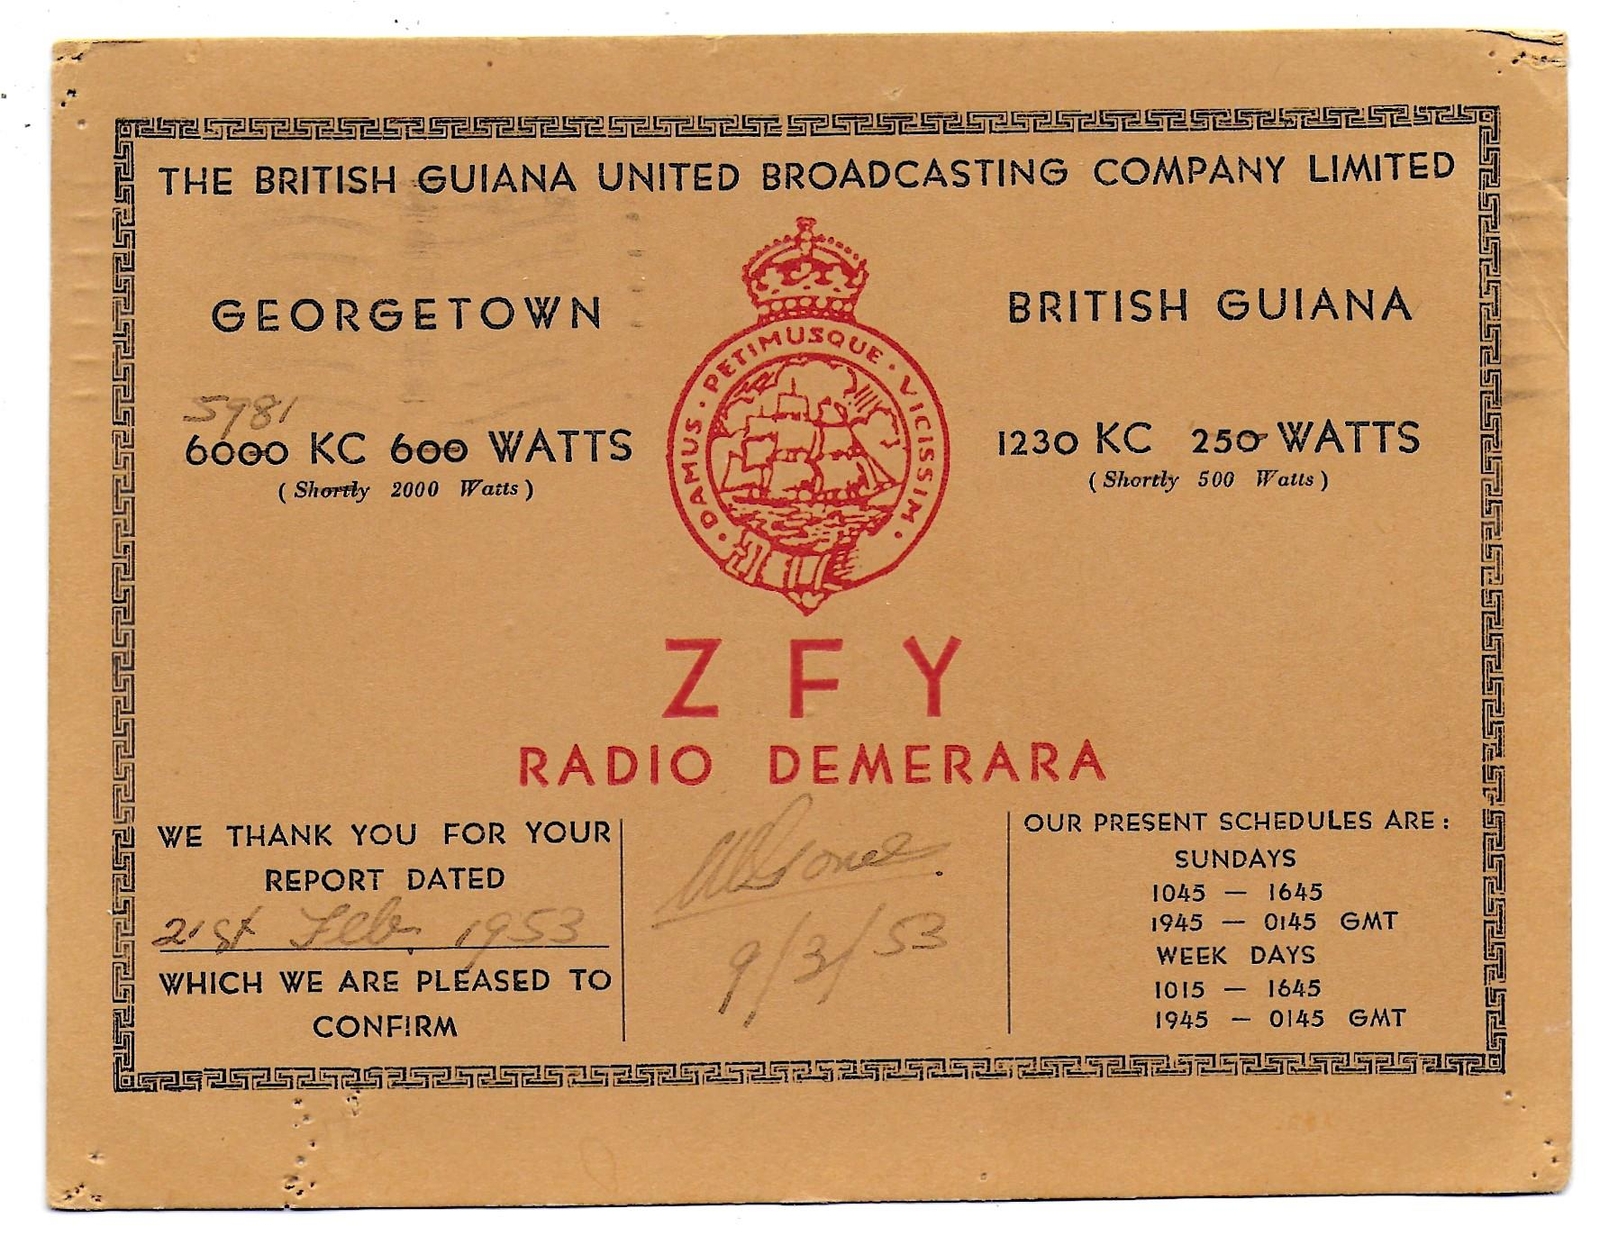 THE BRITISH GUIANA UNITED BROADCASTING COMPANY LIMITED
GEORGETOWN
BRITISH GUIANA
DAMUS · PETIMUSQUE · VICISSIM
5981
6000 KC 600 WATTS
(Shortly 2000 Watts)
1230 KC 250 WATTS
(Shortly 500 Watts)
ZFY
RADIO DEMERARA
WE THANK YOU FOR YOUR
REPORT DATED
21st Feb. 1953
WHICH WE ARE PLEASED TO
CONFIRM
9/3/53
OUR PRESENT SCHEDULES ARE:
SUNDAYS
1045 — 1645
1945 — 0145 GMT
WEEK DAYS
1015 — 1645
1945 — 0145 GMT